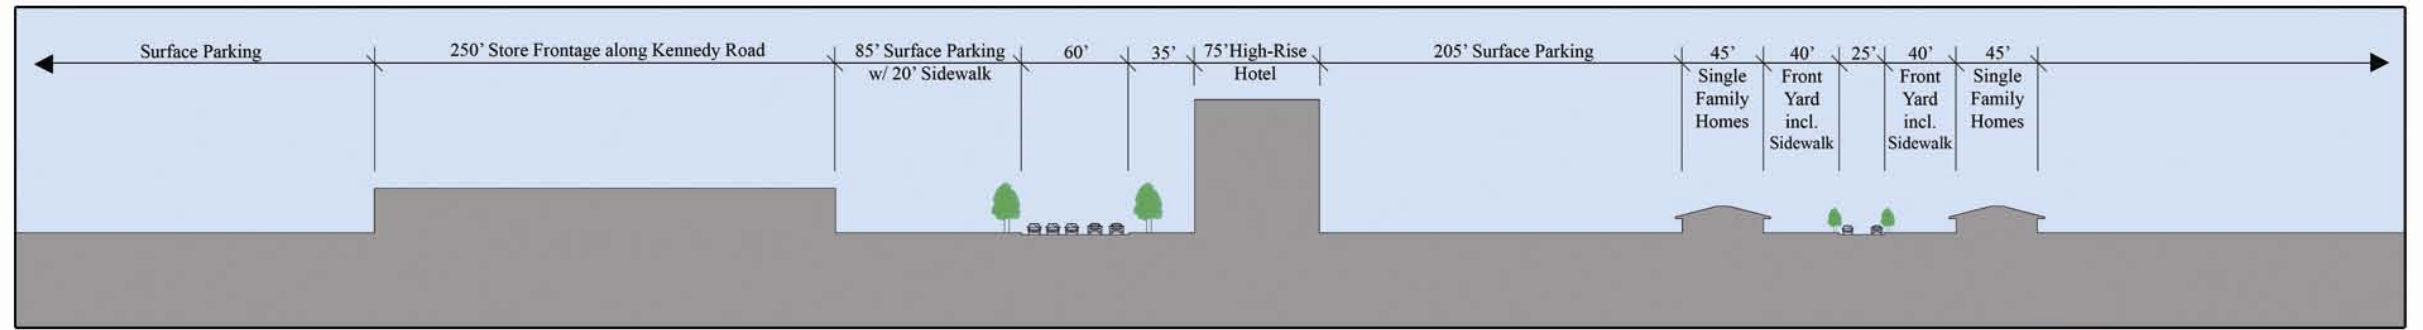 Surface Parking
250’ Store Frontage along Kennedy Road
85’ Surface Parking
w/ 20’ Sidewalk
60’
35’
75’High-Rise
Hotel
205’ Surface Parking
45’
Single
Family
Homes
40’
Front
Yard
incl.
Sidewalk
25’
40’
Front
Yard
incl.
Sidewalk
45’
Single
Family
Homes